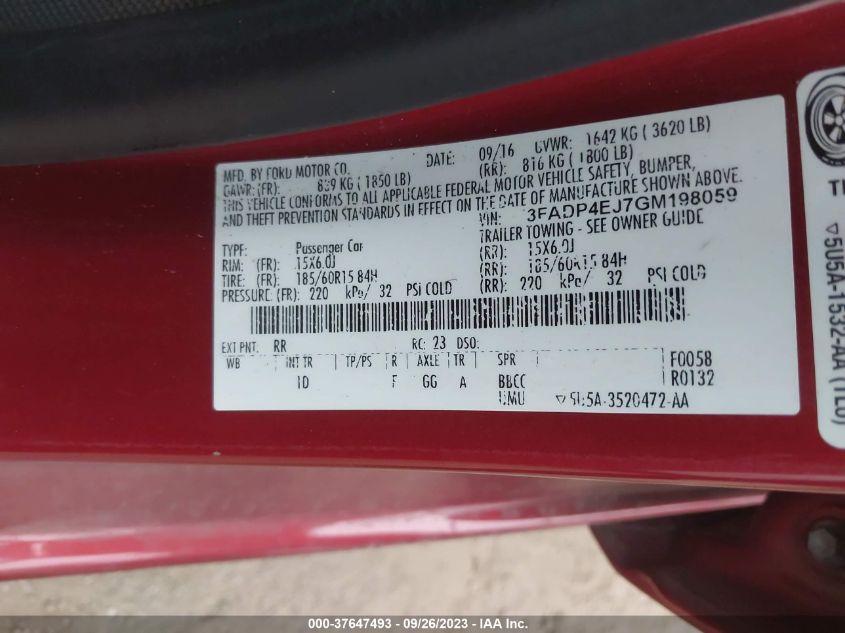 MFD. BY FORD MOTOR CO. DATE: 09/16 GVWR: 1642 KG ( 3620 LB)
GAWR: (FR): 839 KG ( 1850 LB) (RR): 816 KG ( 1800 LB)
THIS VEHICLE CONFORMS TO ALL APPLICABLE FEDERAL MOTOR VEHICLE SAFETY, BUMPER,
AND THEFT PREVENTION STANDARDS IN EFFECT ON THE DATE OF MANUFACTURE SHOWN ABOVE.
VIN: 3FADP4EJ7GM198059
TYPE: Passenger Car TRAILER TOWING - SEE OWNER GUIDE
RIM: (FR): 15X6.0J (RR): 15X6.0J
TIRE: (FR): 185/60R15 84H (RR): 185/60R15 84H
PRESSURE: (FR): 220 kPa/ 32 PSI COLD (RR): 220 kPa/ 32 PSI COLD
EXT PNT: RR RC: 23 DSO:
WB INT TR TP/PS R AXLE TR SPR F0058
ID F GG A BBCC R0132
UMU ▽5U5A-3520472-AA
▽5U5A-1532-AA (TL6)
000-37647493 - 09/26/2023 - IAA Inc.